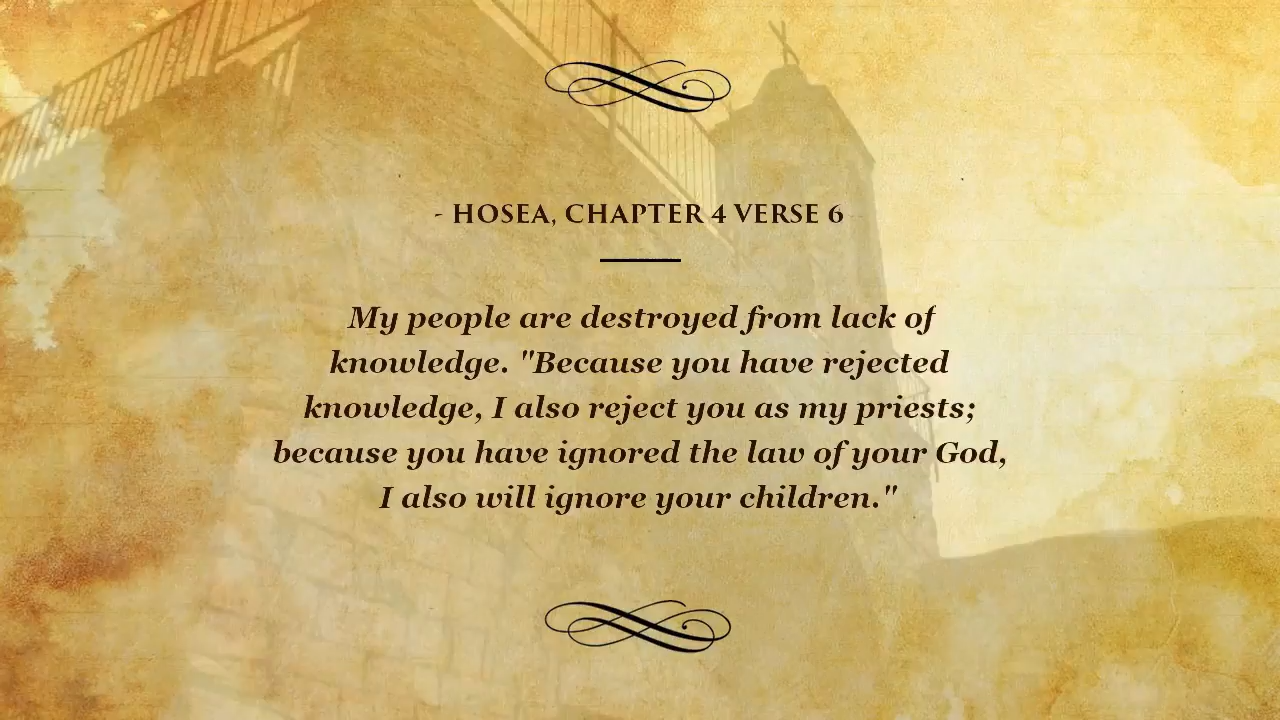 - HOSEA, CHAPTER 4 VERSE 6
My people are destroyed from lack of
knowledge. "Because you have rejected
knowledge, I also reject you as my priests;
because you have ignored the law of your God,
I also will ignore your children."